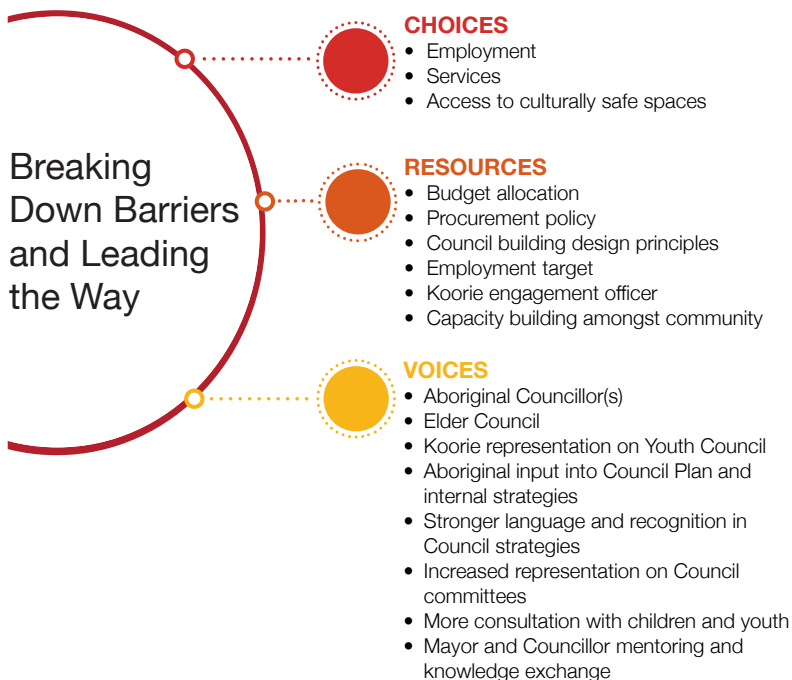 Breaking
Down Barriers
and Leading
the Way
CHOICES
• Employment
• Services
• Access to culturally safe spaces
RESOURCES
• Budget allocation
• Procurement policy
• Council building design principles
• Employment target
• Koorie engagement officer
• Capacity building amongst community
VOICES
• Aboriginal Councillor(s)
• Elder Council
• Koorie representation on Youth Council
• Aboriginal input into Council Plan and
internal strategies
• Stronger language and recognition in
Council strategies
• Increased representation on Council
committees
• More consultation with children and youth
• Mayor and Councillor mentoring and
knowledge exchange